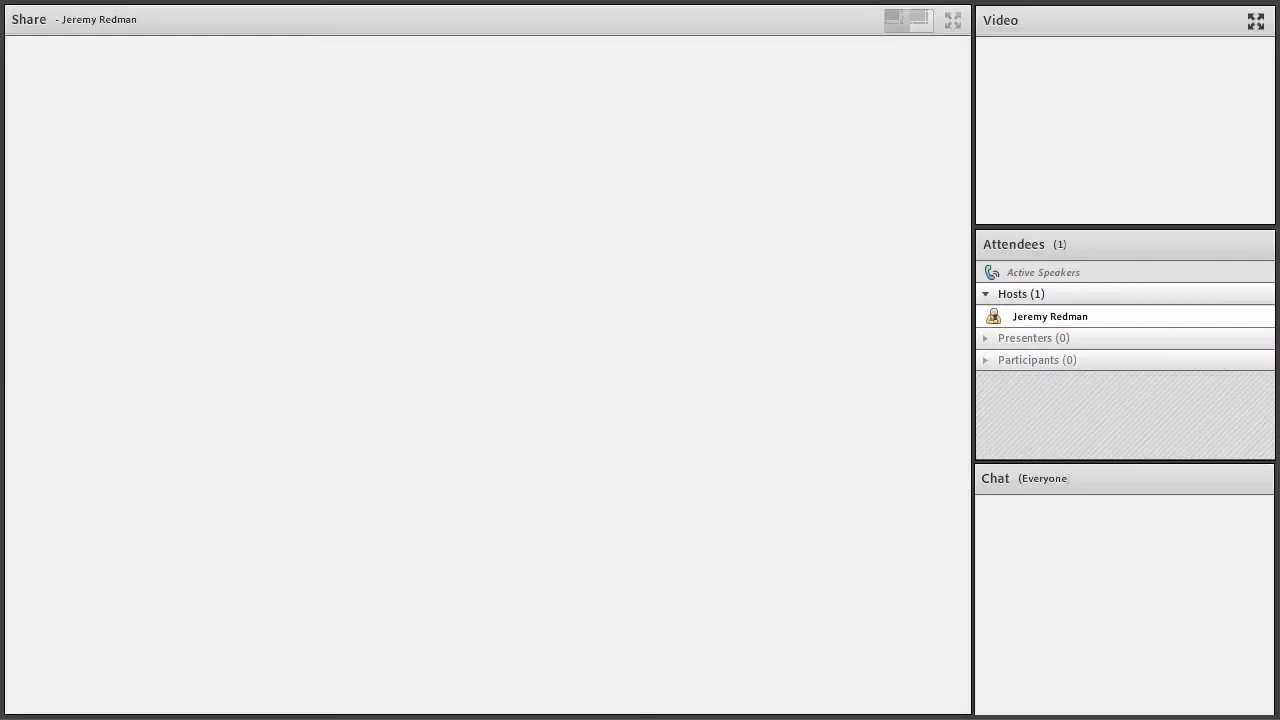 Share - Jeremy Redman
Video
Attendees (1)
Active Speakers
Hosts (1)
Jeremy Redman
Presenters (0)
Participants (0)
Chat (Everyone)